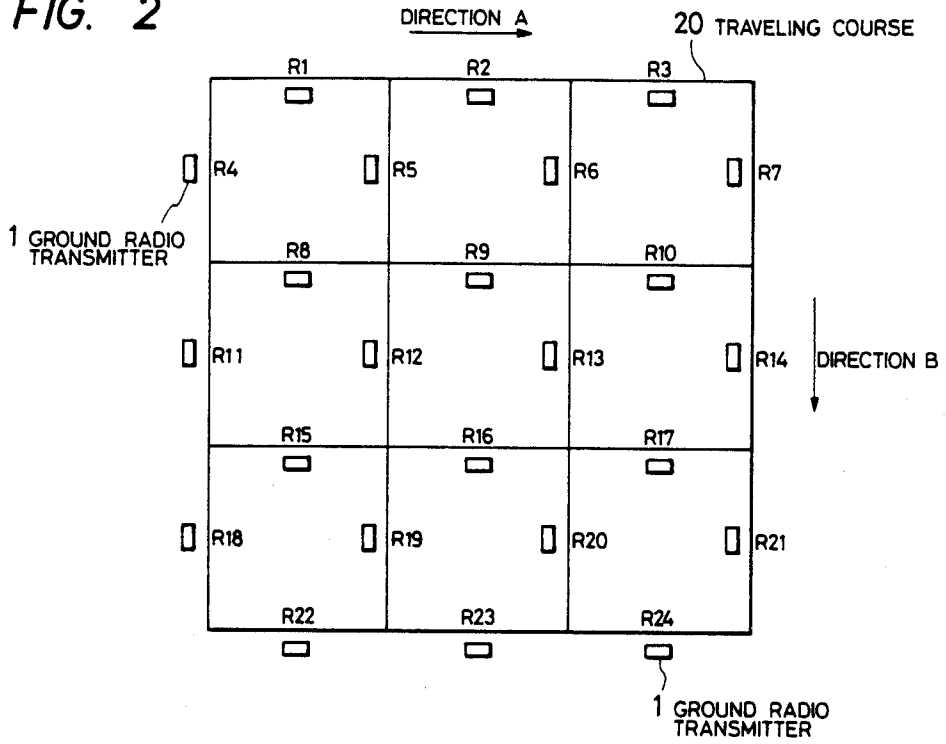 FIG. 2
DIRECTION A
20 TRAVELING COURSE
R1 R2 R3
R4 R5 R6 R7
1 GROUND RADIO
TRANSMITTER
R8 R9 R10
R11 R12 R13 R14
DIRECTION B
R15 R16 R17
R18 R19 R20 R21
R22 R23 R24
1 GROUND RADIO
TRANSMITTER